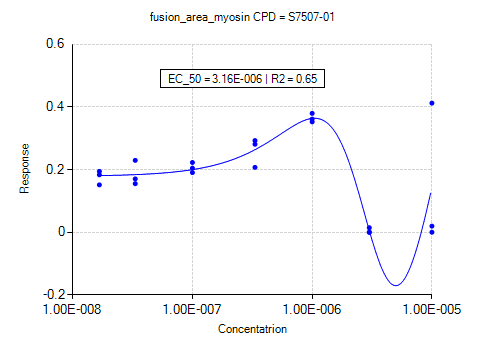 fusion_area_myosin CPD = S7507-01
EC_50 = 3.16E-006 | R2 = 0.65
Response
0.6
0.4
0.2
0
-0.2
1.00E-008 1.00E-007 1.00E-006 1.00E-005
Concentatrion